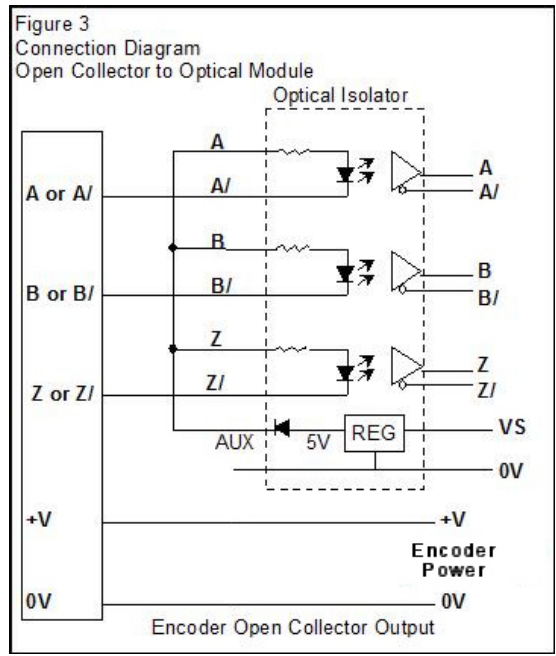 Figure 3
Connection Diagram
Open Collector to Optical Module
Optical Isolator
A
A
A or A/
A/
A/
B
B
B or B/
B/
B/
Z
Z
Z or Z/
Z/
Z/
AUX
5V
REG
VS
0V
+V
+V
Encoder
Power
0V
0V
Encoder Open Collector Output